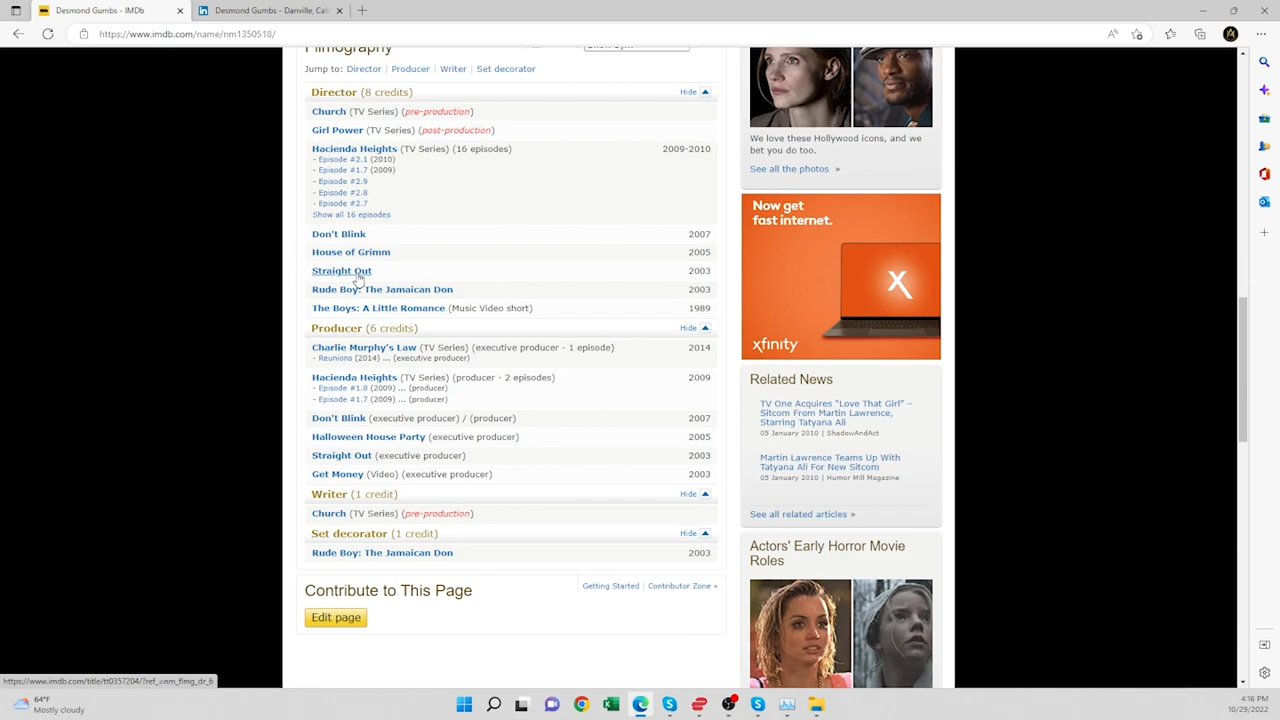 Desmond Gumbs - IMDb
Desmond Gumbs - Danville, Cali
https://www.imdb.com/name/nm1350518/
Filmography
Jump to: Director | Producer | Writer | Set decorator
Director (8 credits) Hide
Church (TV Series) (pre-production)
Girl Power (TV Series) (post-production)
Hacienda Heights (TV Series) (16 episodes) 2009-2010
- Episode #2.1 (2010)
- Episode #1.7 (2009)
- Episode #2.9
- Episode #2.8
- Episode #2.7
Show all 16 episodes
Don't Blink 2007
House of Grimm 2005
Straight Out 2003
Rude Boy: The Jamaican Don 2003
The Boys: A Little Romance (Music Video short) 1989
Producer (6 credits) Hide
Charlie Murphy's Law (TV Series) (executive producer - 1 episode) 2014
- Reunions (2014) ... (executive producer)
Hacienda Heights (TV Series) (producer - 2 episodes) 2009
- Episode #1.8 (2009) ... (producer)
- Episode #1.7 (2009) ... (producer)
Don't Blink (executive producer) / (producer) 2007
Halloween House Party (executive producer) 2005
Straight Out (executive producer) 2003
Get Money (Video) (executive producer) 2003
Writer (1 credit) Hide
Church (TV Series) (pre-production)
Set decorator (1 credit) Hide
Rude Boy: The Jamaican Don 2003
Contribute to This Page
Getting Started | Contributor Zone »
Edit page
We love these Hollywood icons, and we
bet you do too.
See all the photos »
Now get
fast internet.
X
xfinity
Related News
TV One Acquires "Love That Girl" –
Sitcom From Martin Lawrence,
Starring Tatyana Ali
05 January 2010 | ShadowAndAct
Martin Lawrence Teams Up With
Tatyana Ali For New Sitcom
05 January 2010 | Humor Mill Magazine
See all related articles »
Actors' Early Horror Movie
Roles
https://www.imdb.com/title/tt0357204/?ref_=nm_flmg_dr_6
64°F
Mostly cloudy
4:16 PM
10/29/2022